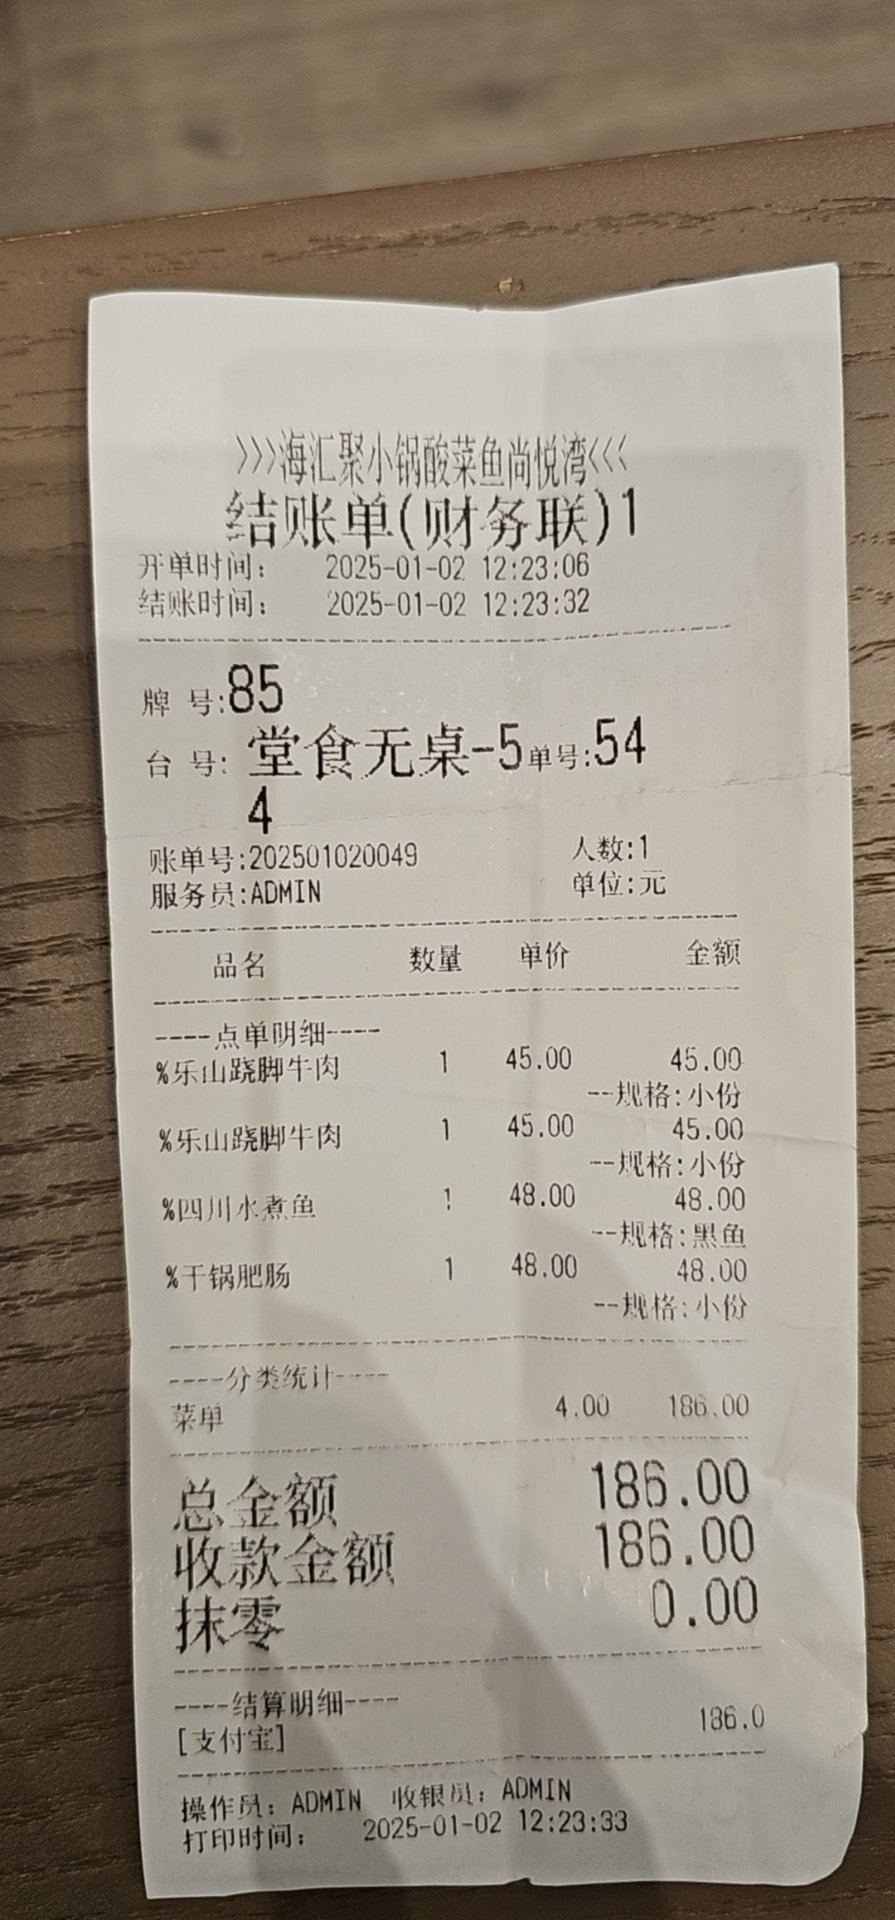 >>>海汇聚小锅酸菜鱼尚悦湾<<<
结账单(财务联)1
开单时间: 2025-01-02 12:23:06
结账时间: 2025-01-02 12:23:32
牌 号:85
台 号: 堂食无桌-5单号:54
4
账单号:202501020049 人数:1
服务员:ADMIN 单位:元
品名 数量 单价 金额
----点单明细----
%乐山跷脚牛肉 1 45.00 45.00
--规格:小份
%乐山跷脚牛肉 1 45.00 45.00
--规格:小份
%四川水煮鱼 1 48.00 48.00
--规格:黑鱼
%干锅肥肠 1 48.00 48.00
--规格:小份
----分类统计----
菜单 4.00 186.00
总金额 186.00
收款金额 186.00
抹零 0.00
----结算明细----
[支付宝] 186.0
操作员: ADMIN 收银员: ADMIN
打印时间: 2025-01-02 12:23:33